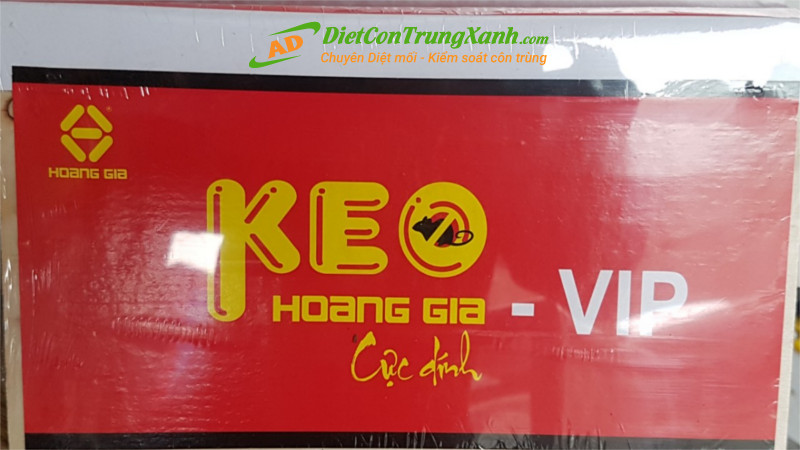 AD DietConTrungXanh.com
Chuyên Diệt mối - Kiểm soát côn trùng
HOANG GIA
KEO
HOANG GIA - VIP
Cực dính